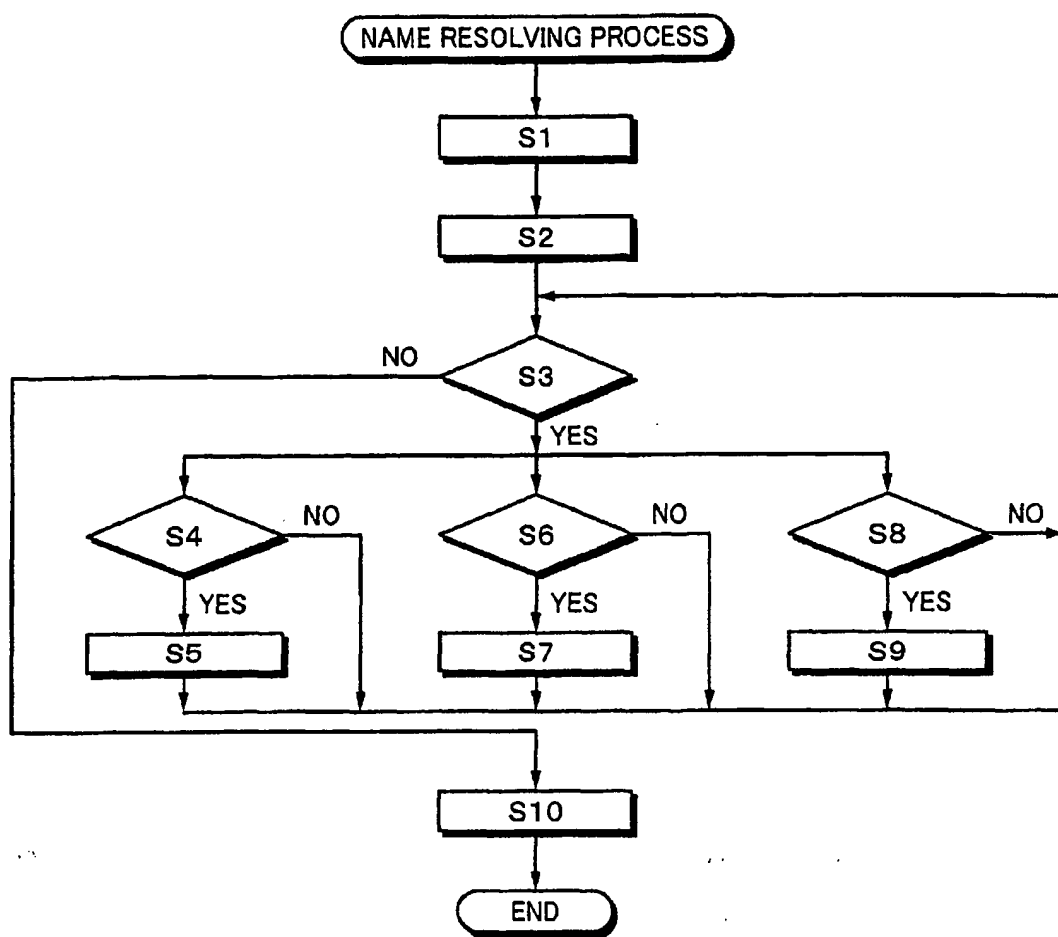 NAME RESOLVING PROCESS
S1
S2
NO
S3
YES
S4
NO
S6
NO
S8
NO
YES
YES
YES
S5
S7
S9
S10
END